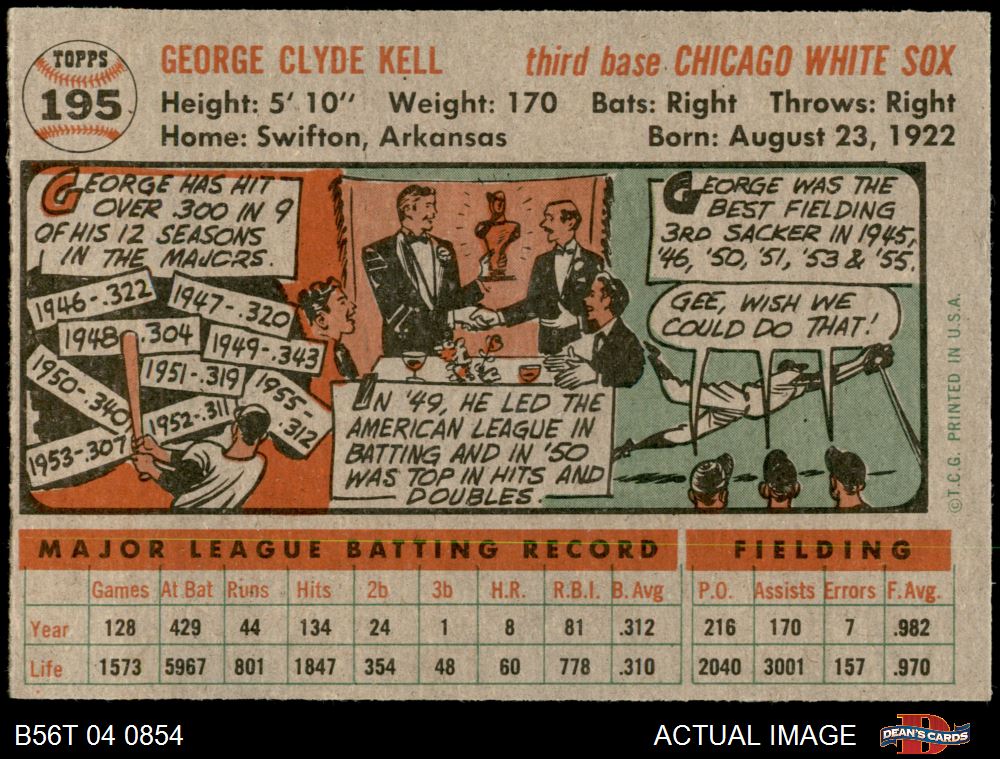 TOPPS
195
GEORGE CLYDE KELL third base CHICAGO WHITE SOX
Height: 5' 10" Weight: 170 Bats: Right Throws: Right
Home: Swifton, Arkansas Born: August 23, 1922
GEORGE HAS HIT
OVER .300 IN 9
OF HIS 12 SEASONS
IN THE MAJORS.
1946-.322
1947-.320
1948-.304
1949-.343
1950-.340
1951-.319
1952-.311
1955-.312
1953-.307
IN '49, HE LED THE
AMERICAN LEAGUE IN
BATTING AND IN '50
WAS TOP IN HITS AND
DOUBLES.
GEORGE WAS THE
BEST FIELDING
3RD SACKER IN 1945,
'46, '50, '51, '53 & '55.
GEE, WISH WE
COULD DO THAT!
©T.C.G. PRINTED IN U.S.A.
MAJOR LEAGUE BATTING RECORD FIELDING
Games At Bat Runs Hits 2b 3b H.R. R.B.I. B. Avg P.O. Assists Errors F. Avg.
Year 128 429 44 134 24 1 8 81 .312 216 170 7 .982
Life 1573 5967 801 1847 354 48 60 778 .310 2040 3001 157 .970
B56T 04 0854 ACTUAL IMAGE DEAN'S CARDS